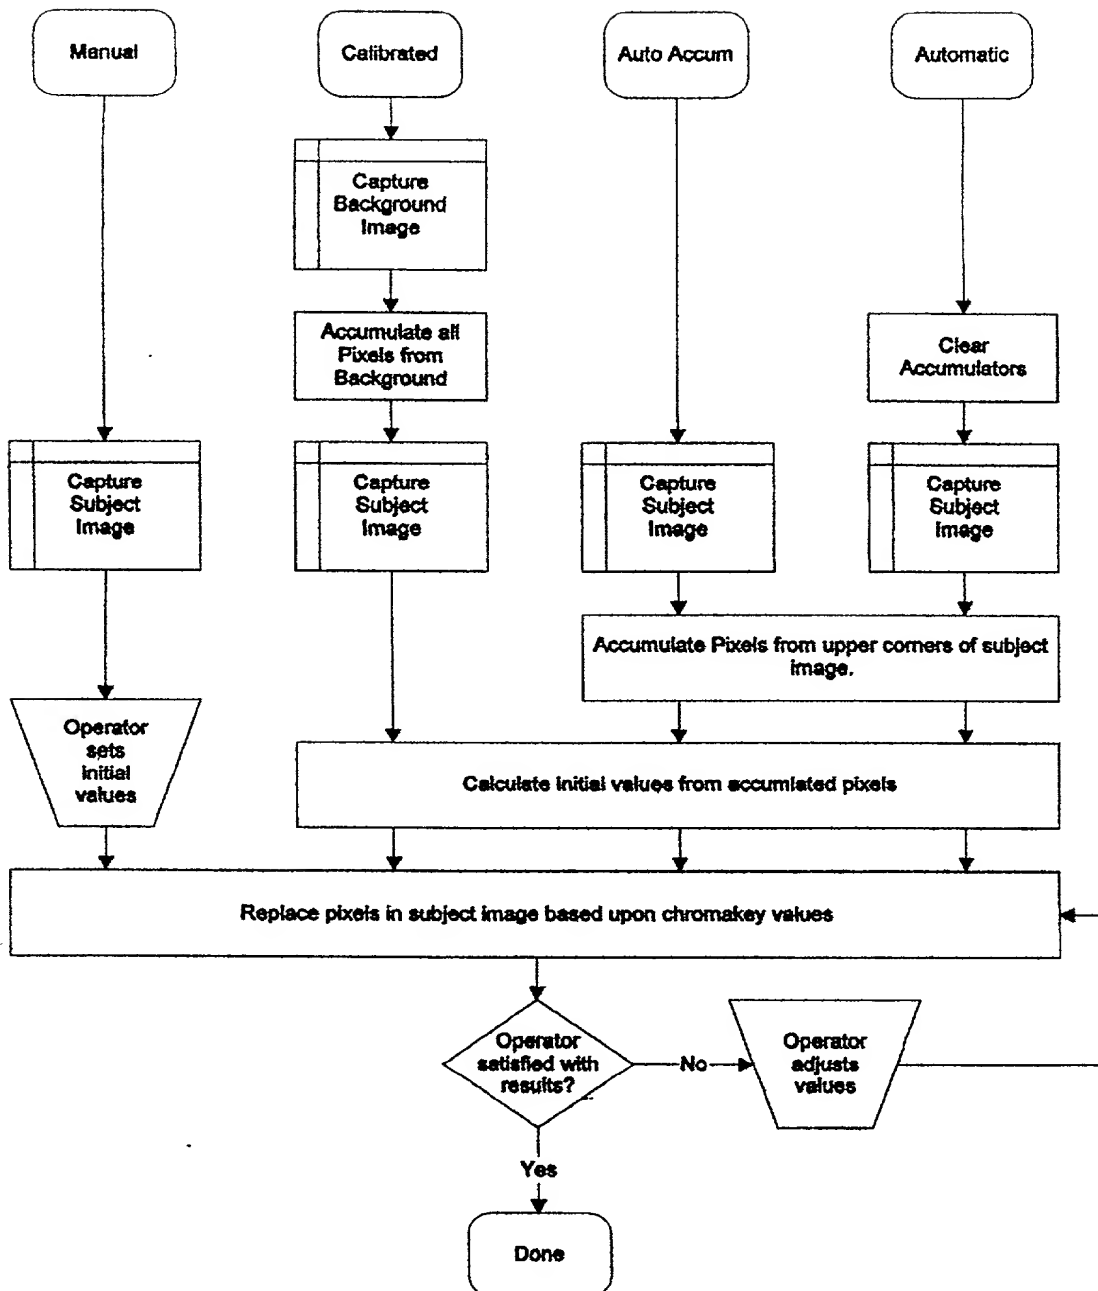 Manual
Calibrated
Auto Accum
Automatic
Capture
Background
Image
Accumulate all
Pixels from
Background
Clear
Accumulators
Capture
Subject
Image
Capture
Subject
Image
Capture
Subject
Image
Capture
Subject
Image
Accumulate Pixels from upper corners of subject
image.
Operator
sets
initial
values
Calculate initial values from accumlated pixels
Replace pixels in subject image based upon chromakey values
Operator
satisfied with
results?
No
Operator
adjusts
values
Yes
Done